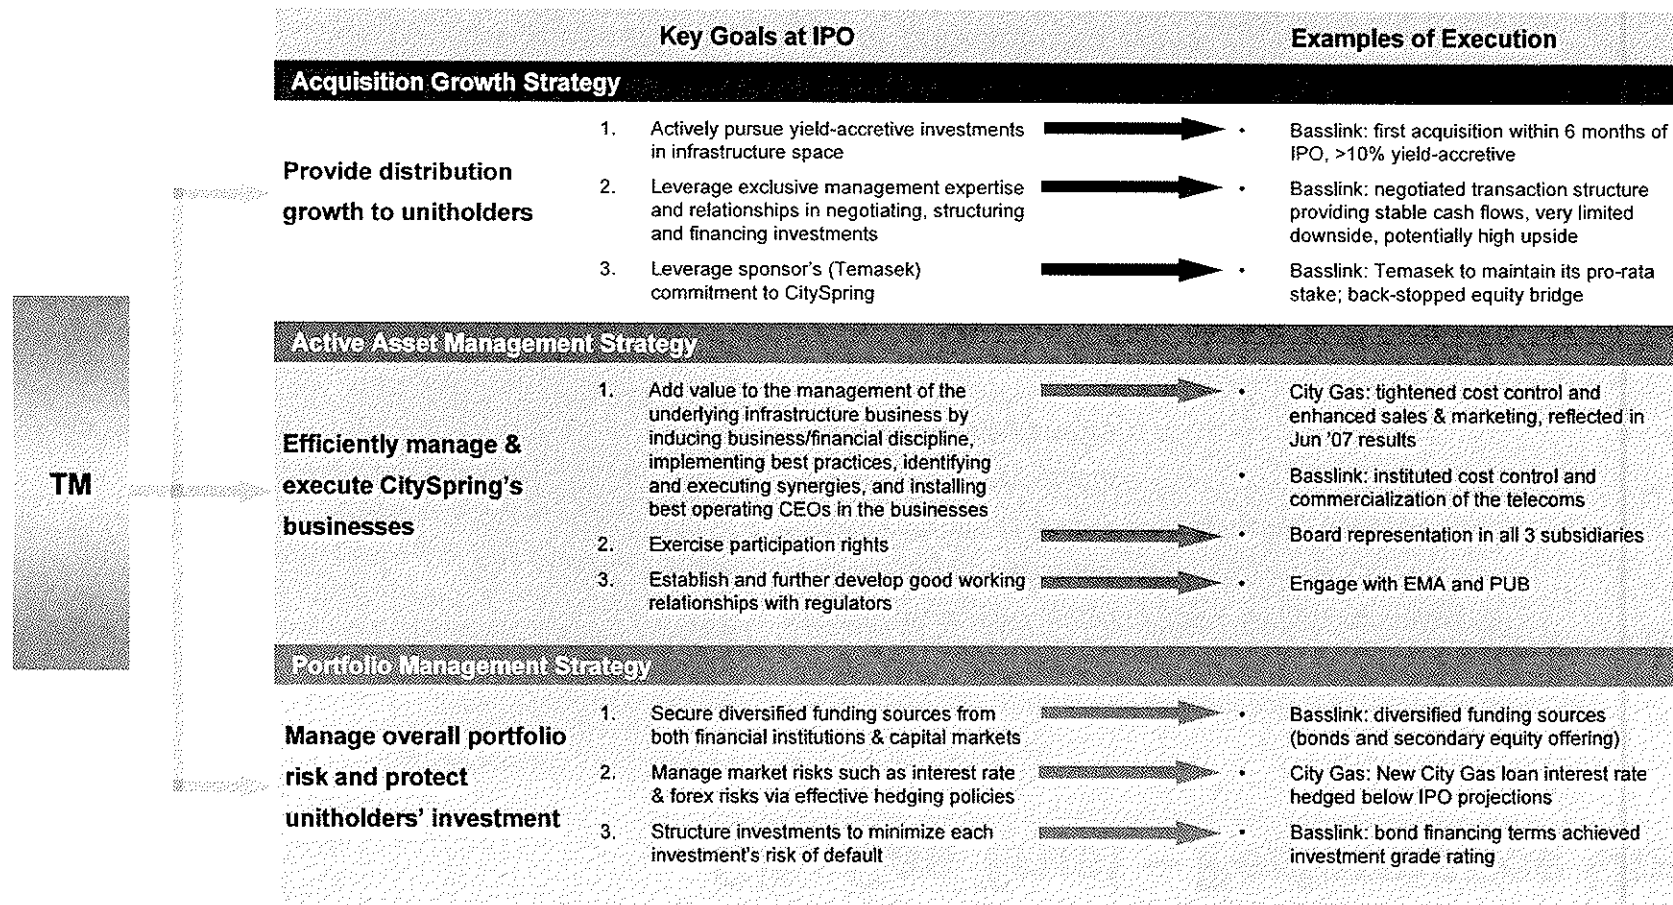 Key Goals at IPO
Examples of Execution
Acquisition Growth Strategy
Provide distribution
growth to unitholders
1. Actively pursue yield-accretive investments
in infrastructure space
• Basslink: first acquisition within 6 months of
IPO, >10% yield-accretive
2. Leverage exclusive management expertise
and relationships in negotiating, structuring
and financing investments
• Basslink: negotiated transaction structure
providing stable cash flows, very limited
downside, potentially high upside
3. Leverage sponsor's (Temasek)
commitment to CitySpring
• Basslink: Temasek to maintain its pro-rata
stake; back-stopped equity bridge
TM
Active Asset Management Strategy
Efficiently manage &
execute CitySpring's
businesses
1. Add value to the management of the
underlying infrastructure business by
inducing business/financial discipline,
implementing best practices, identifying
and executing synergies, and installing
best operating CEOs in the businesses
• City Gas: tightened cost control and
enhanced sales & marketing, reflected in
Jun '07 results
• Basslink: instituted cost control and
commercialization of the telecoms
2. Exercise participation rights
• Board representation in all 3 subsidiaries
3. Establish and further develop good working
relationships with regulators
• Engage with EMA and PUB
Portfolio Management Strategy
Manage overall portfolio
risk and protect
unitholders' investment
1. Secure diversified funding sources from
both financial institutions & capital markets
• Basslink: diversified funding sources
(bonds and secondary equity offering)
2. Manage market risks such as interest rate
& forex risks via effective hedging policies
• City Gas: New City Gas loan interest rate
hedged below IPO projections
3. Structure investments to minimize each
investment's risk of default
• Basslink: bond financing terms achieved
investment grade rating